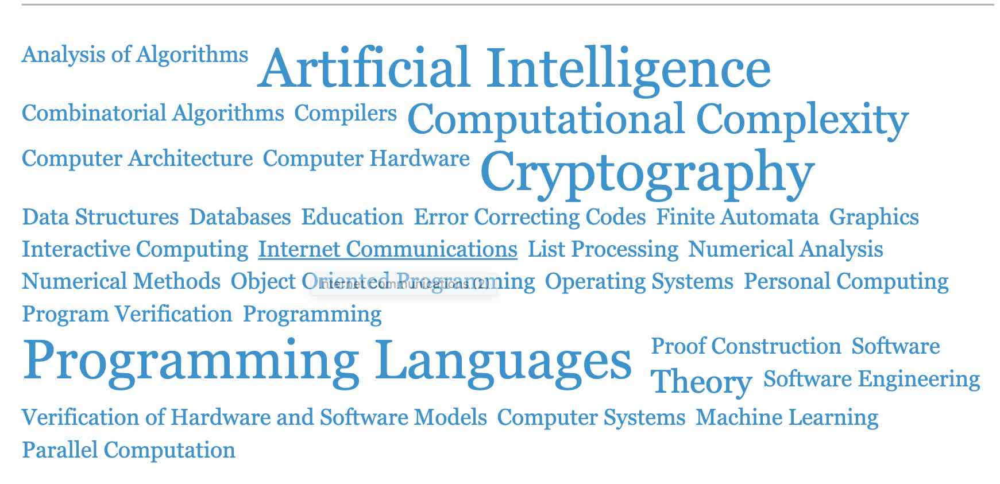 Analysis of Algorithms Artificial Intelligence
Combinatorial Algorithms Compilers Computational Complexity
Computer Architecture Computer Hardware Cryptography
Data Structures Databases Education Error Correcting Codes Finite Automata Graphics
Interactive Computing Internet Communications List Processing Numerical Analysis
Numerical Methods Object Oriented Programming Operating Systems Personal Computing
Internet Communications (2)
Program Verification Programming
Programming Languages Proof Construction Software
Theory Software Engineering
Verification of Hardware and Software Models Computer Systems Machine Learning
Parallel Computation